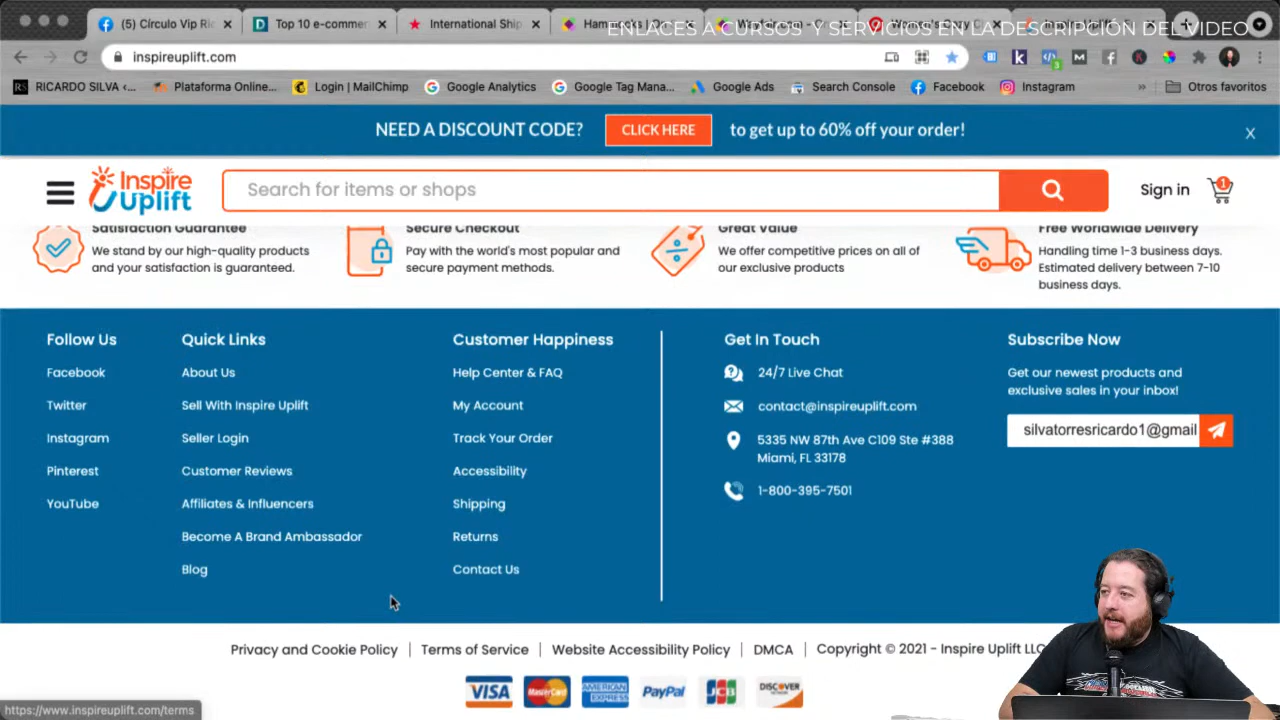 (5) Círculo Vip Ri
Top 10 e-commer
International Ship
ENLACES A CURSOS Y SERVICIOS EN LA DESCRIPCIÓN DEL VIDEO
inspireuplift.com
RICARDO SILVA ‹...
Plataforma Online...
Login | MailChimp
Google Analytics
Google Tag Mana...
Google Ads
Search Console
Facebook
Instagram
»
Otros favoritos
NEED A DISCOUNT CODE? CLICK HERE to get up to 60% off your order!
X
Inspire
Uplift
Search for items or shops
Sign in
1
Satisfaction Guarantee
We stand by our high-quality products
and your satisfaction is guaranteed.
Secure Checkout
Pay with the world's most popular and
secure payment methods.
Great Value
We offer competitive prices on all of
our exclusive products
Free Worldwide Delivery
Handling time 1-3 business days.
Estimated delivery between 7-10
business days.
Follow Us
Facebook
Twitter
Instagram
Pinterest
YouTube
Quick Links
About Us
Sell With Inspire Uplift
Seller Login
Customer Reviews
Affiliates & Influencers
Become A Brand Ambassador
Blog
Customer Happiness
Help Center & FAQ
My Account
Track Your Order
Accessibility
Shipping
Returns
Contact Us
Get In Touch
24/7 Live Chat
contact@inspireuplift.com
5335 NW 87th Ave C109 Ste #388
Miami, FL 33178
1-800-395-7501
Subscribe Now
Get our newest products and
exclusive sales in your inbox!
silvatorresricardo1@gmail
Privacy and Cookie Policy | Terms of Service | Website Accessibility Policy | DMCA | Copyright © 2021 - Inspire Uplift LLC
VISA
MasterCard
AMERICAN EXPRESS
PayPal
JCB
DISCOVER
https://www.inspireuplift.com/terms